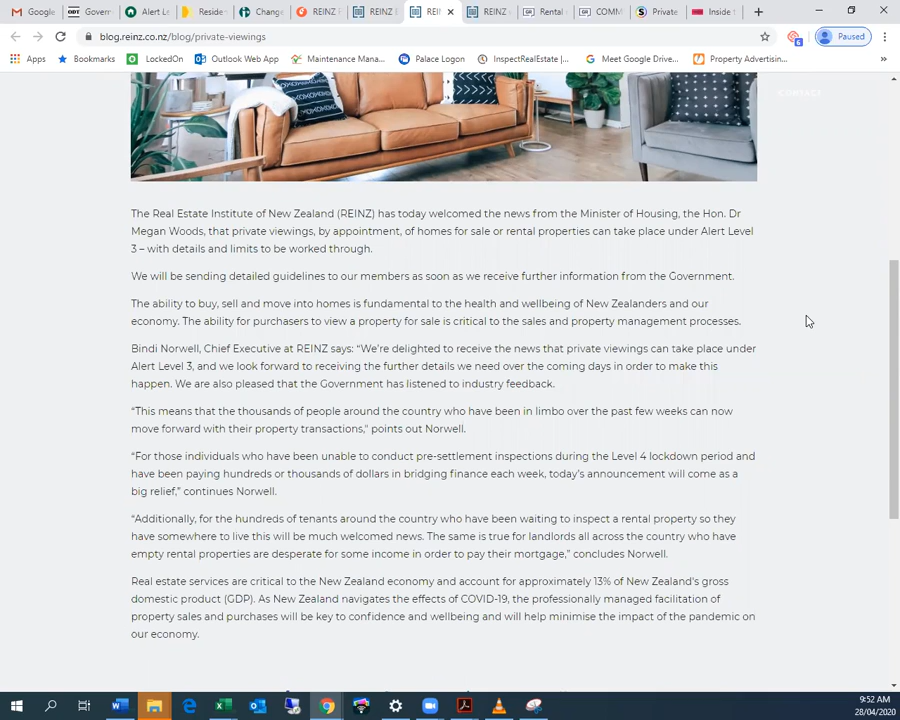 Google
Govern
Alert Le
Resider
Change
REINZ F
REINZ E
REIN
REINZ v
Rental r
COMM
Private
Inside t
blog.reinz.co.nz/blog/private-viewings
6
Paused
Apps Bookmarks LockedOn Outlook Web App Maintenance Mana... Palace Logon InspectRealEstate |... Meet Google Drive... Property Advertisin...
CONTACT
The Real Estate Institute of New Zealand (REINZ) has today welcomed the news from the Minister of Housing, the Hon. Dr
Megan Woods, that private viewings, by appointment, of homes for sale or rental properties can take place under Alert Level
3 – with details and limits to be worked through.
We will be sending detailed guidelines to our members as soon as we receive further information from the Government.
The ability to buy, sell and move into homes is fundamental to the health and wellbeing of New Zealanders and our
economy. The ability for purchasers to view a property for sale is critical to the sales and property management processes.
Bindi Norwell, Chief Executive at REINZ says: “We’re delighted to receive the news that private viewings can take place under
Alert Level 3, and we look forward to receiving the further details we need over the coming days in order to make this
happen. We are also pleased that the Government has listened to industry feedback.
“This means that the thousands of people around the country who have been in limbo over the past few weeks can now
move forward with their property transactions,” points out Norwell.
“For those individuals who have been unable to conduct pre-settlement inspections during the Level 4 lockdown period and
have been paying hundreds or thousands of dollars in bridging finance each week, today’s announcement will come as a
big relief,” continues Norwell.
“Additionally, for the hundreds of tenants around the country who have been waiting to inspect a rental property so they
have somewhere to live this will be much welcomed news. The same is true for landlords all across the country who have
empty rental properties are desperate for some income in order to pay their mortgage,” concludes Norwell.
Real estate services are critical to the New Zealand economy and account for approximately 13% of New Zealand’s gross
domestic product (GDP). As New Zealand navigates the effects of COVID-19, the professionally managed facilitation of
property sales and purchases will be key to confidence and wellbeing and will help minimise the impact of the pandemic on
our economy.
9:52 AM
28/04/2020